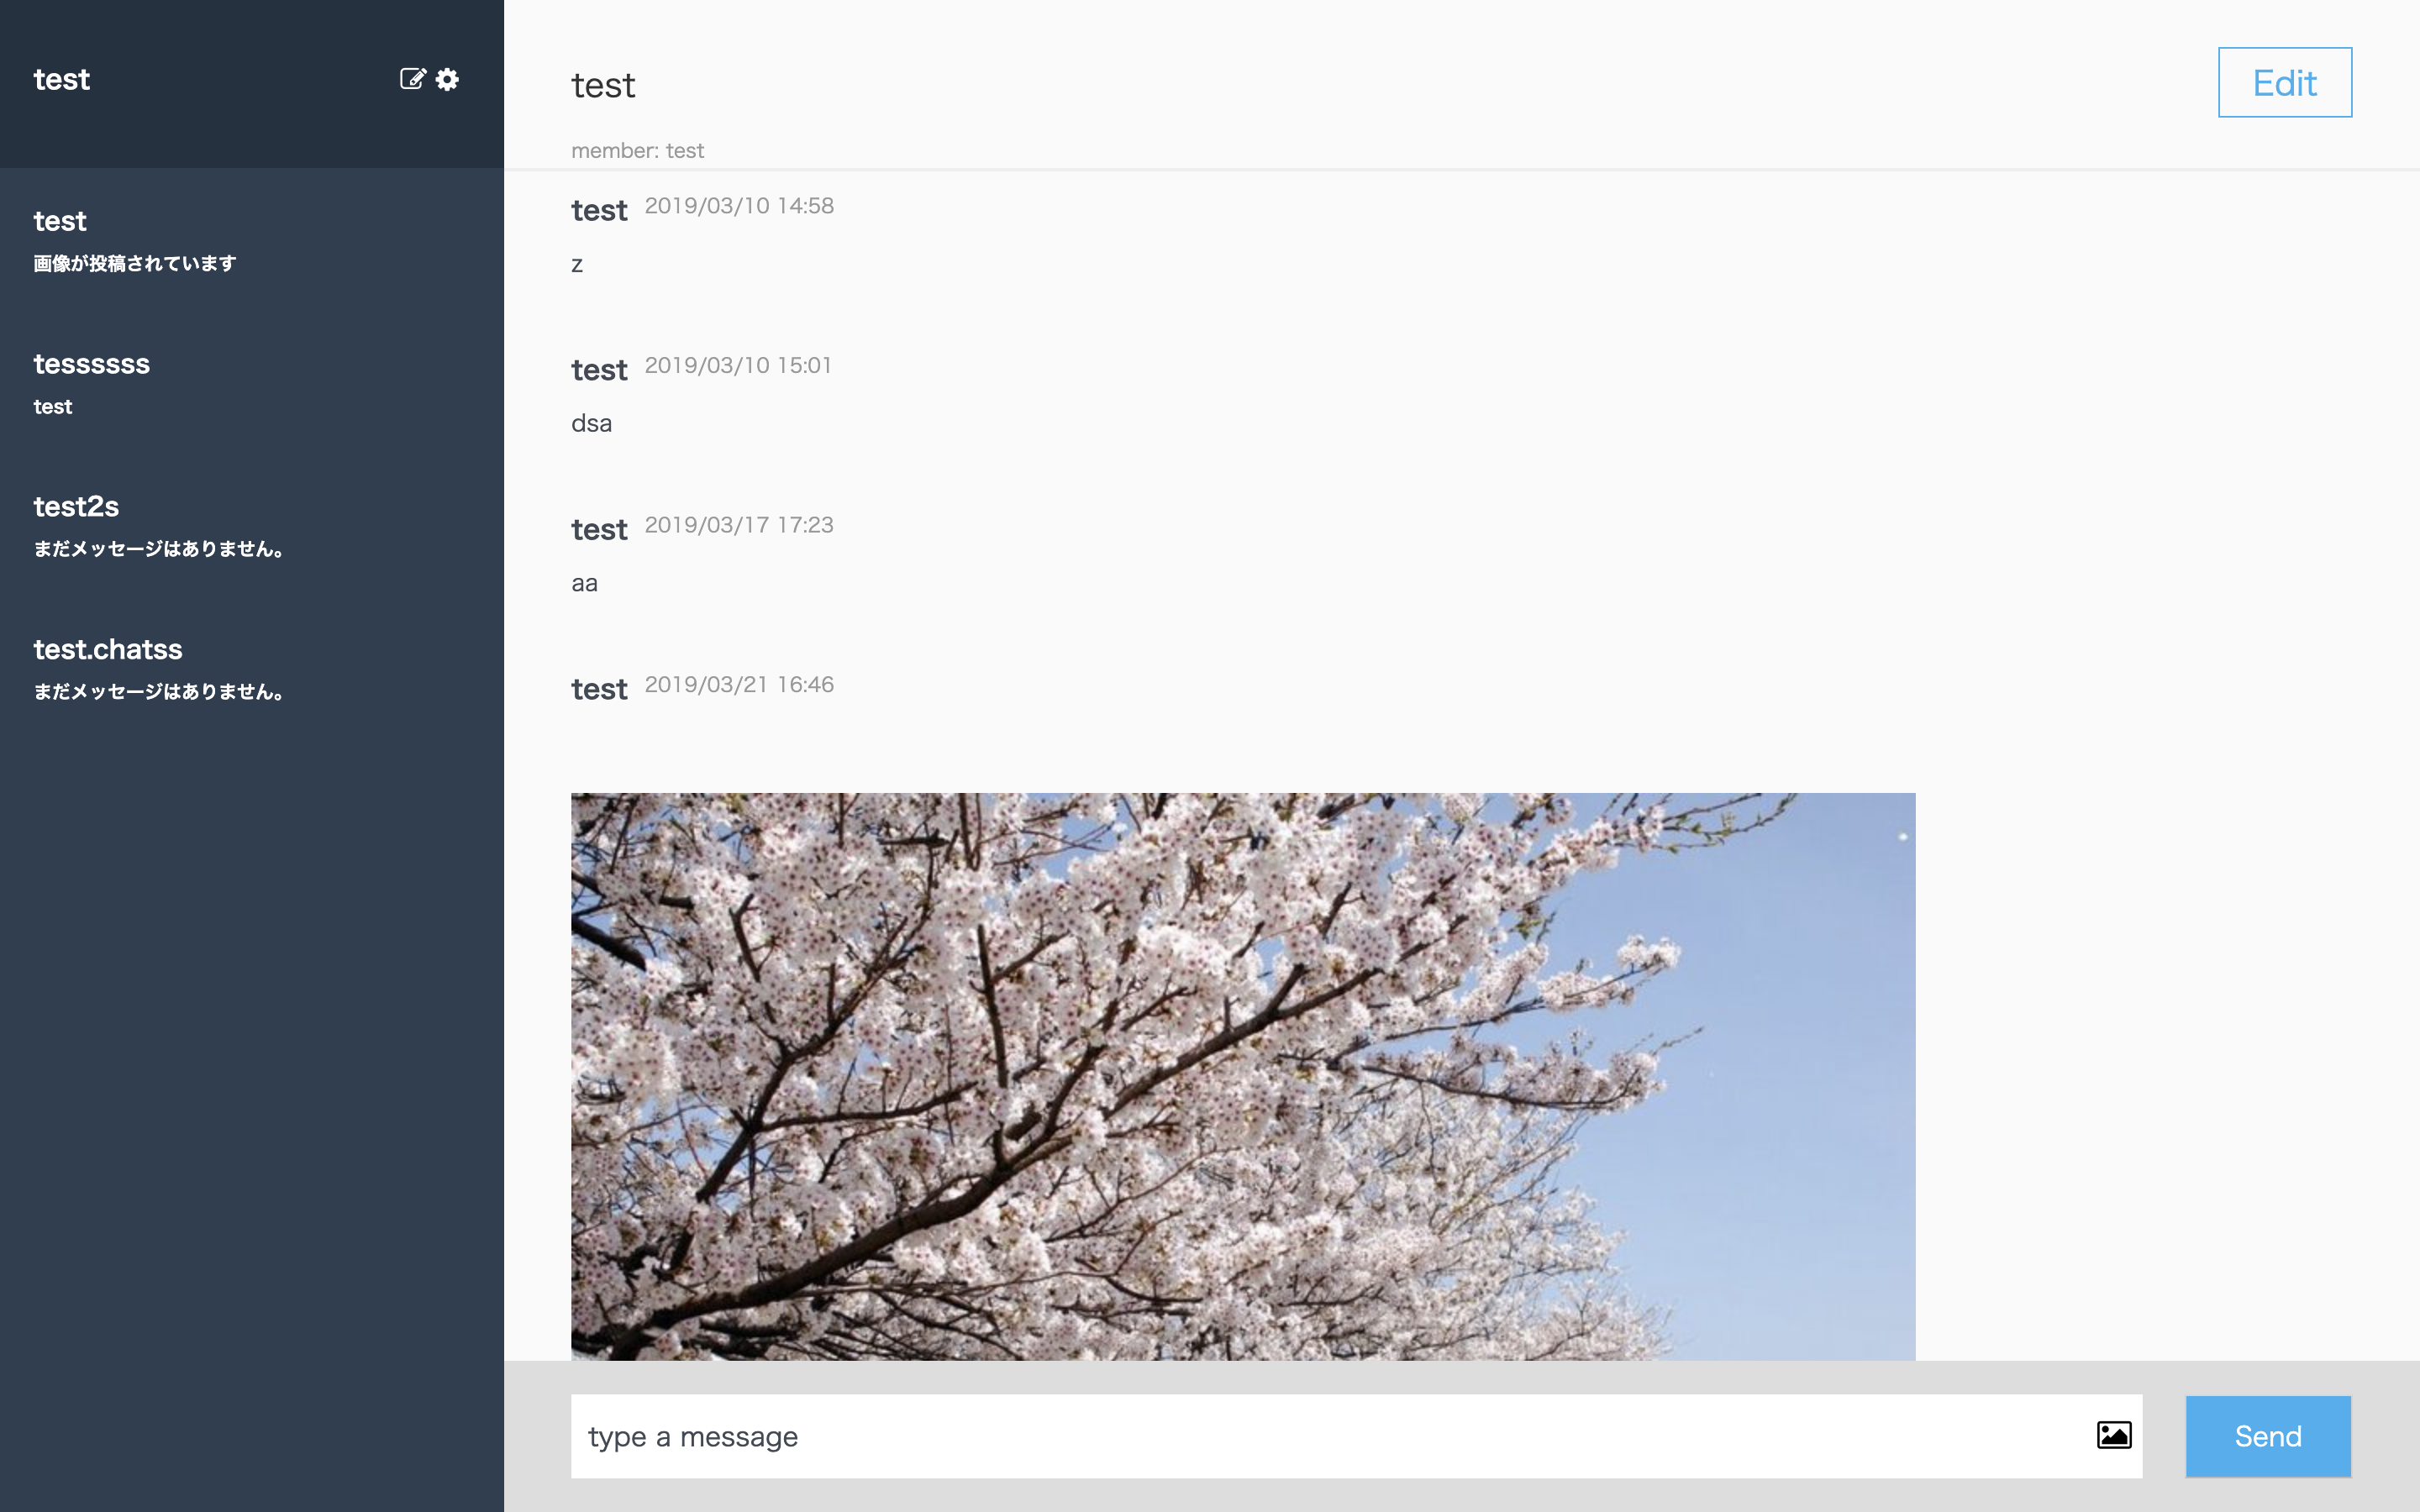 test
test
画像が投稿されています
tessssss
test
test2s
まだメッセージはありません。
test.chatss
まだメッセージはありません。
test
Edit
member: test
test 2019/03/10 14:58
z
test 2019/03/10 15:01
dsa
test 2019/03/17 17:23
aa
test 2019/03/21 16:46
type a message
Send